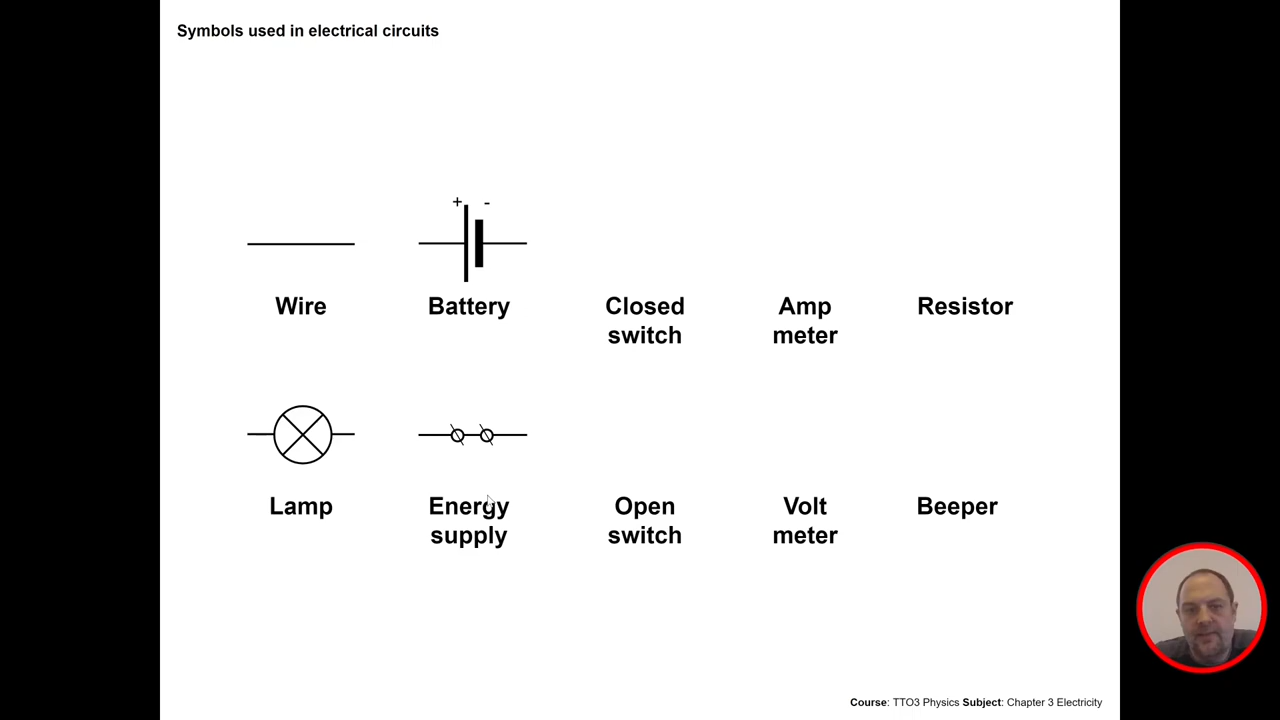 Symbols used in electrical circuits
+ -
Wire
Battery
Closed
switch
Amp
meter
Resistor
Lamp
Energy
supply
Open
switch
Volt
meter
Beeper
Course: TTO3 Physics Subject: Chapter 3 Electricity